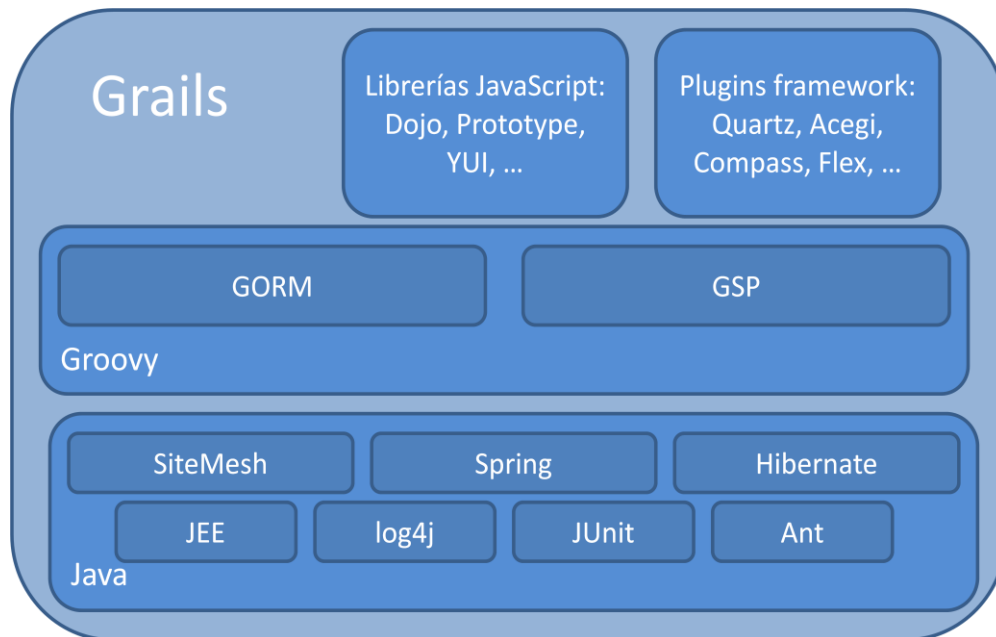 Grails
Librerías JavaScript:
Dojo, Prototype,
YUI, ...
Plugins framework:
Quartz, Acegi,
Compass, Flex, ...
GORM
GSP
Groovy
SiteMesh
Spring
Hibernate
JEE
log4j
JUnit
Ant
Java